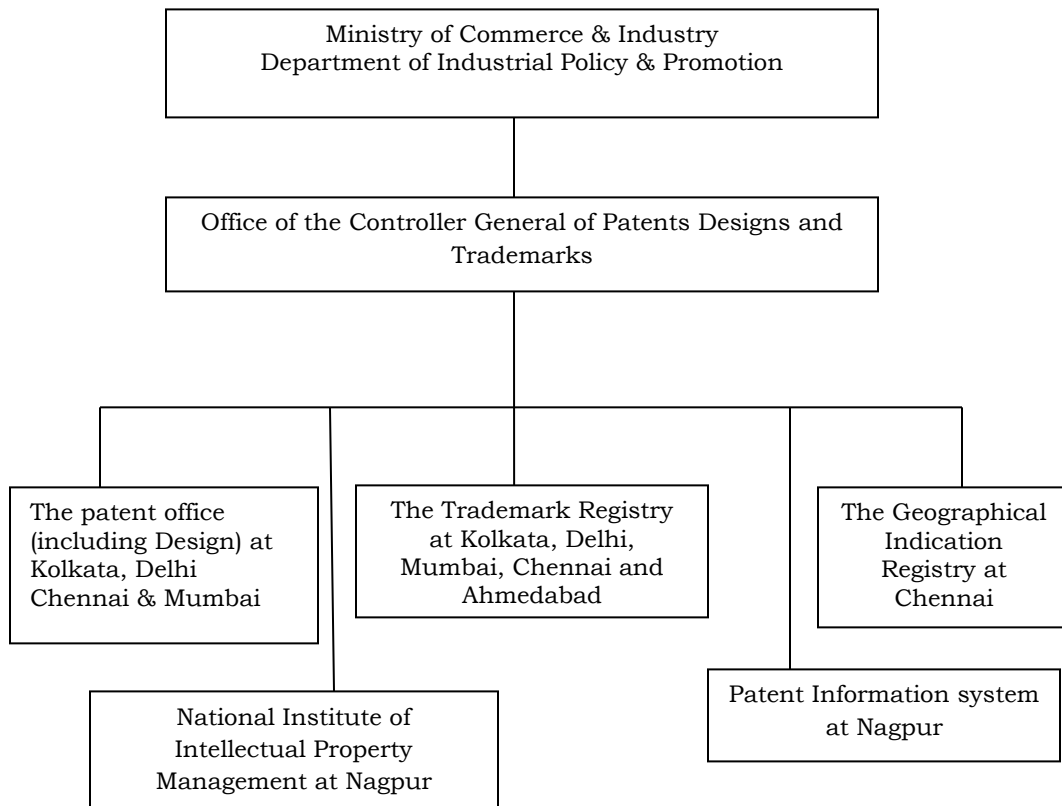 Ministry of Commerce & Industry
Department of Industrial Policy & Promotion
Office of the Controller General of Patents Designs and
Trademarks
The patent office
(including Design) at
Kolkata, Delhi
Chennai & Mumbai
The Trademark Registry
at Kolkata, Delhi,
Mumbai, Chennai and
Ahmedabad
The Geographical
Indication
Registry at
Chennai
National Institute of
Intellectual Property
Management at Nagpur
Patent Information system
at Nagpur